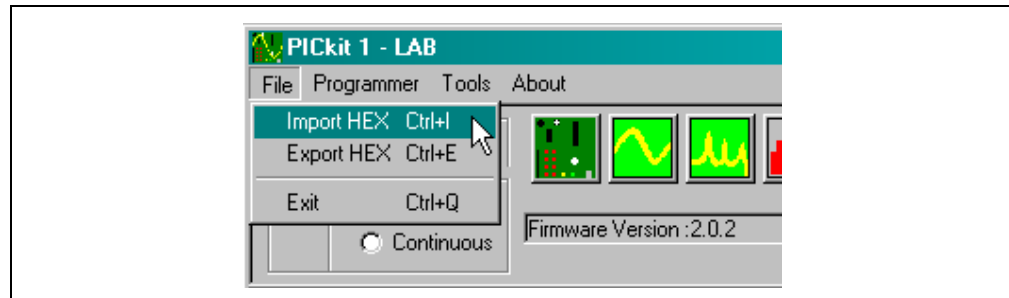 PICkit 1 - LAB
File Programmer Tools About
Import HEX Ctrl+I
Export HEX Ctrl+E
Exit Ctrl+Q
Firmware Version :2.0.2
Continuous